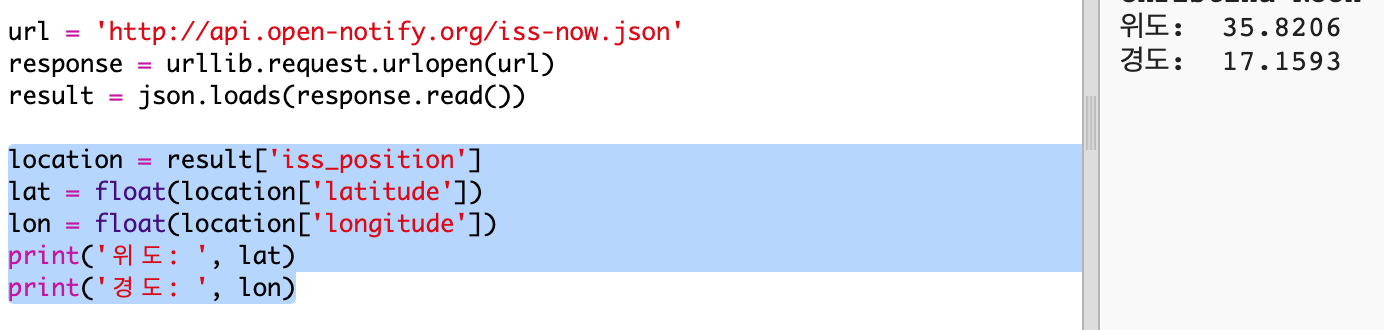 url = 'http://api.open-notify.org/iss-now.json'
response = urllib.request.urlopen(url)
result = json.loads(response.read())
location = result['iss_position']
lat = float(location['latitude'])
lon = float(location['longitude'])
print('위도: ', lat)
print('경도: ', lon)
위도:  35.8206
경도:  17.1593